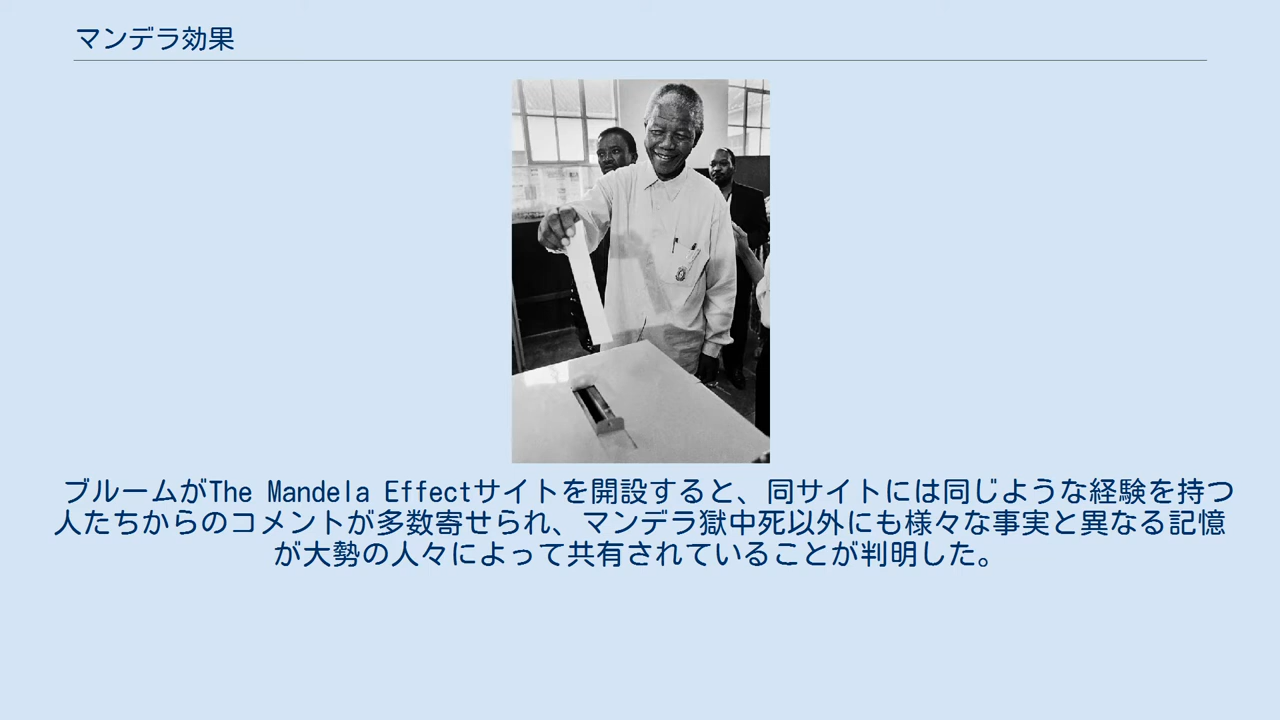 マンデラ効果
ブルームがThe Mandela Effectサイトを開設すると、同サイトには同じような経験を持つ
人たちからのコメントが多数寄せられ、マンデラ獄中死以外にも様々な事実と異なる記憶
が大勢の人々によって共有されていることが判明した。